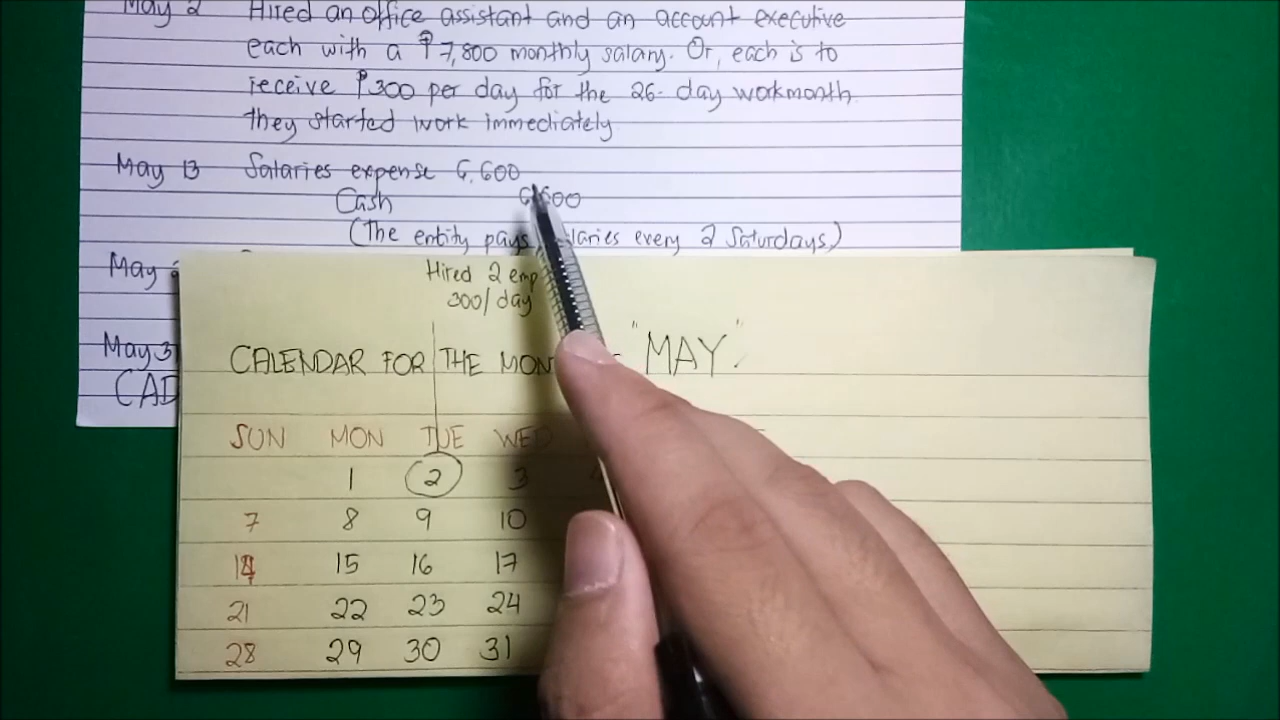 May 2 Hired an office assistant and an account executive
each with a ₱7,800 monthly salary. Or, each is to
receive ₱300 per day for the 26-day workmonth.
they started work immediately
May 13 Salaries expense 6,600
Cash
(The entity pays salaries every 2 Saturdays)
May
May 3
CAD
Hired 2 emp
300/day
CALENDAR FOR THE "MAY"
SUN MON TUE WED
1 2 3
7 8 9 10
14 15 16 17
21 22 23 24
28 29 30 31